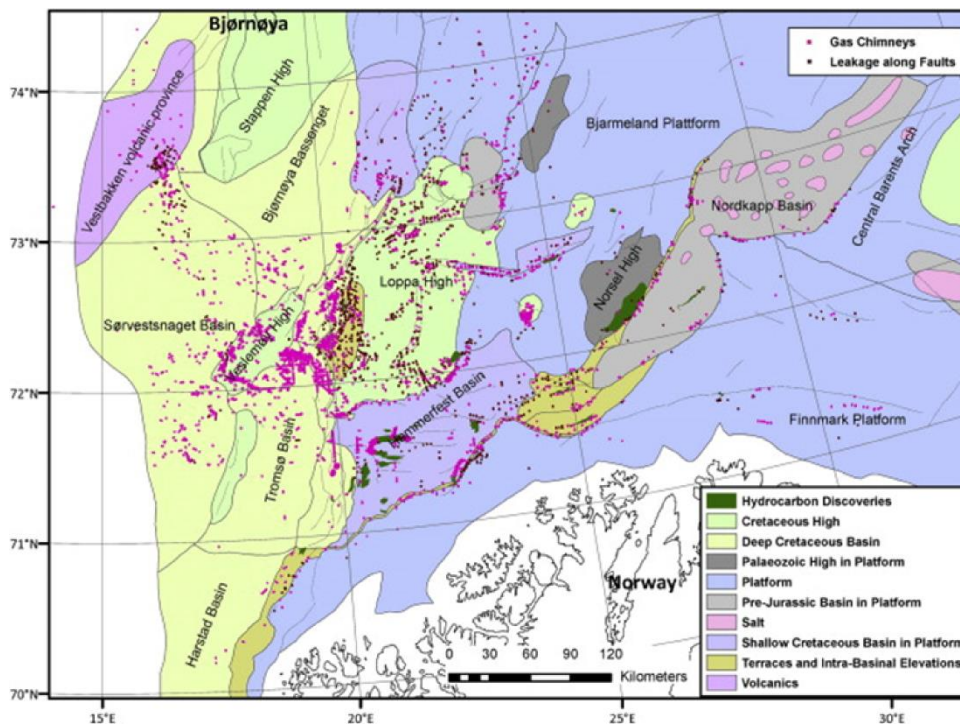 Bjørnøya
Gas Chimneys
Leakage along Faults
74°N
Vestbakken volcanic province
Stappen High
Bjørnøya Bassenget
Bjarmeland Plattform
Nordkapp Basin
Central Barents Arch
73°N
Loppa High
Norsel High
Sørvestsnaget Basin
Veslemøy High
72°N
Hammerfest Basin
Finnmark Platform
Tromsø Basin
71°N
Harstad Basin
Norway
Hydrocarbon Discoveries
Cretaceous High
Deep Cretaceous Basin
Palaeozoic High in Platform
Platform
Pre-Jurassic Basin in Platform
Salt
Shallow Cretaceous Basin in Platform
Terraces and Intra-Basinal Elevations
Volcanics
0 15 30 60 90 120
Kilometers
70°N
15°E 20°E 25°E 30°E